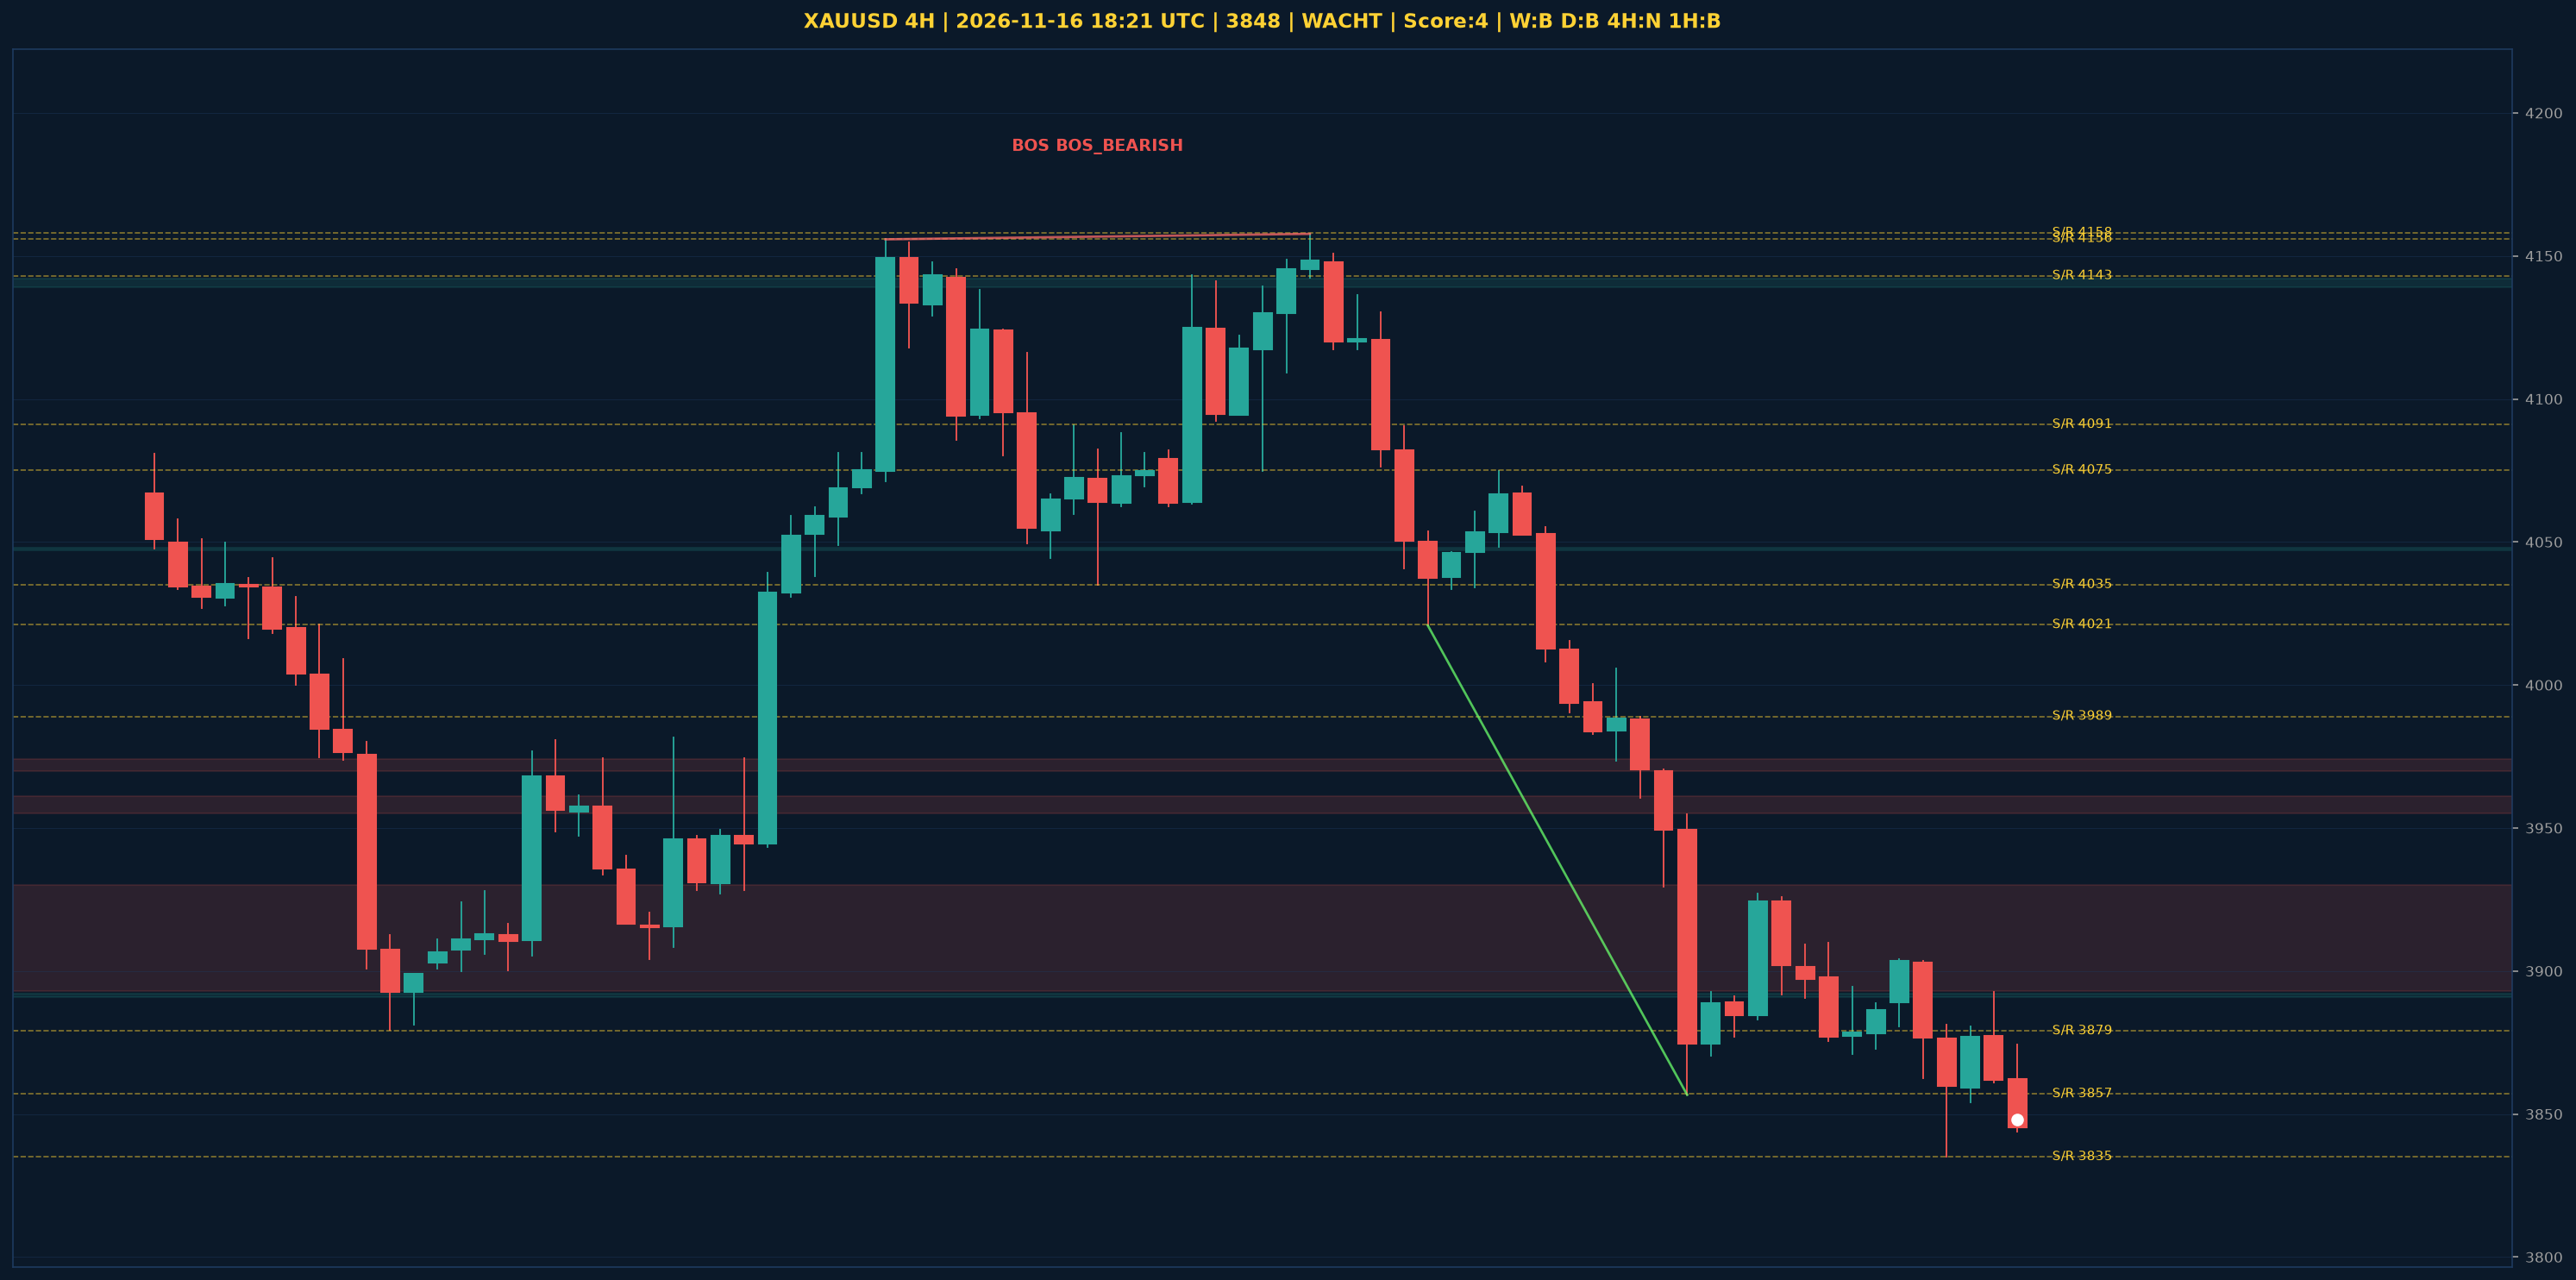 XAUUSD 4H | 2026-11-16 18:21 UTC | 3848 | WACHT | Score:4 | W:B D:B 4H:N 1H:B
4200
BOS BOS_BEARISH
S/R 4158
S/R 4156
4150
S/R 4143
4100
S/R 4091
S/R 4075
4050
S/R 4035
S/R 4021
4000
S/R 3989
3950
3900
S/R 3879
S/R 3857
3850
S/R 3835
3800